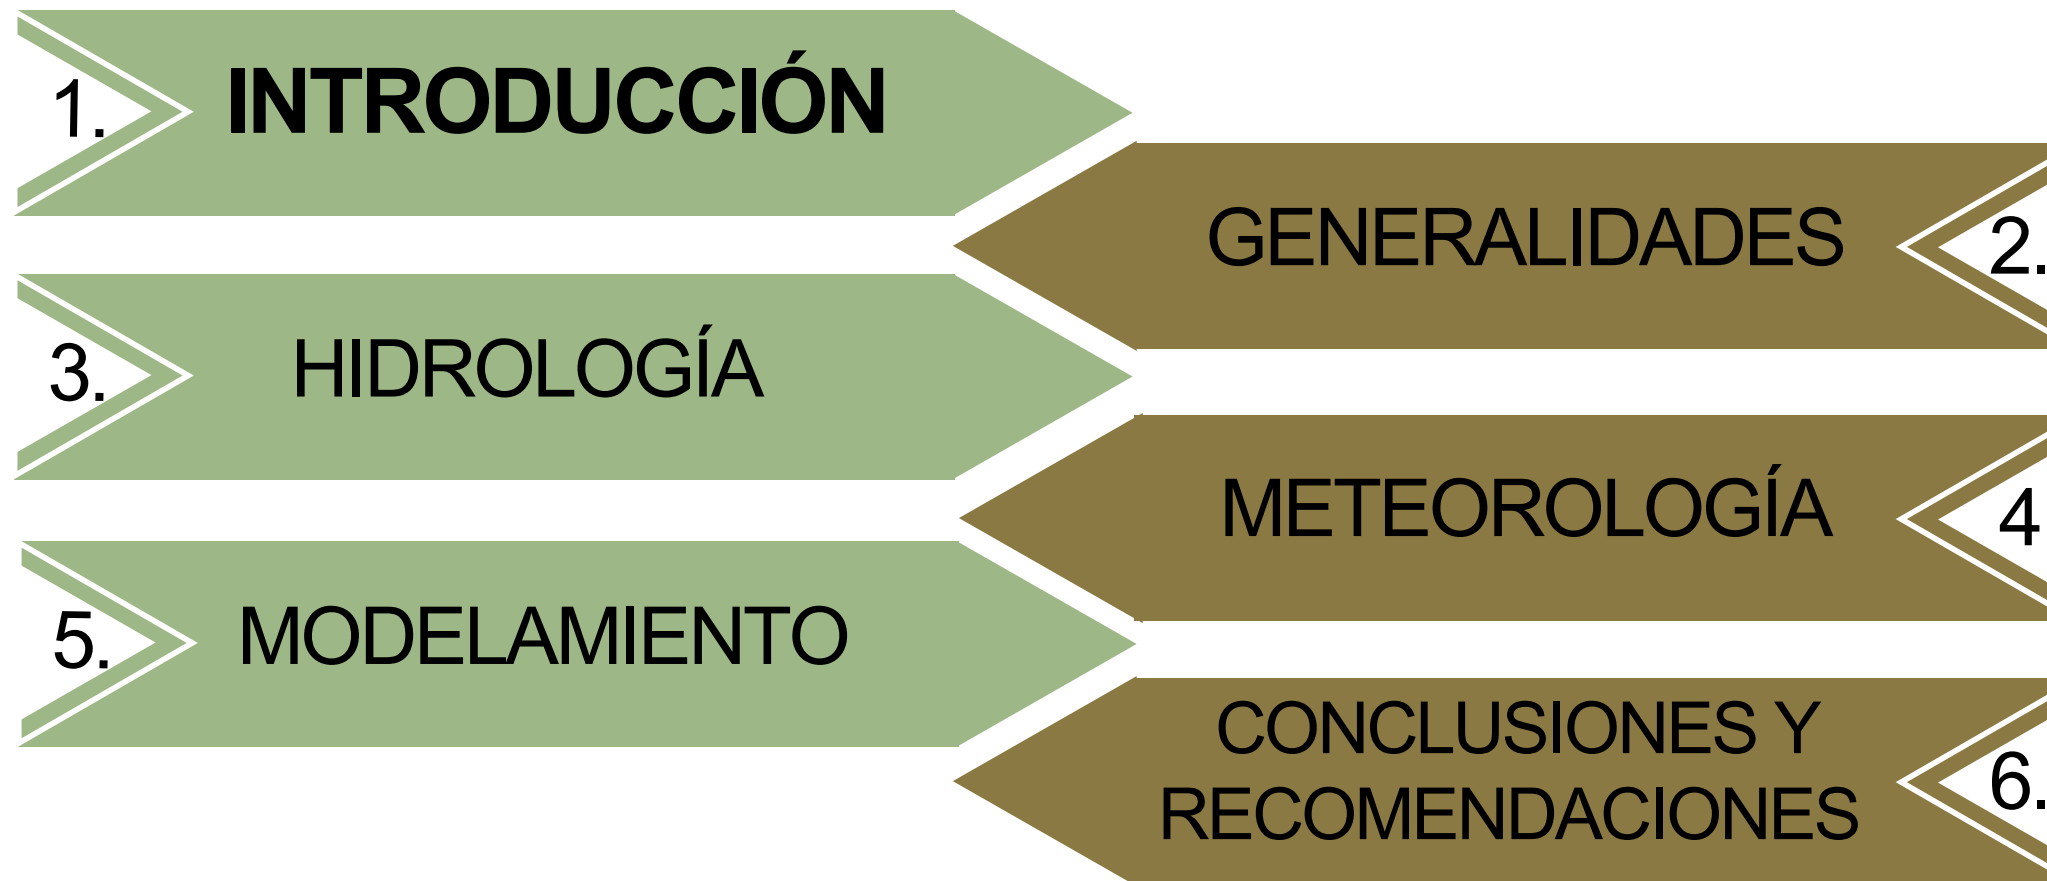 1. INTRODUCCIÓN
GENERALIDADES 2.
3. HIDROLOGÍA
METEOROLOGÍA 4
5. MODELAMIENTO
CONCLUSIONES Y
RECOMENDACIONES 6.